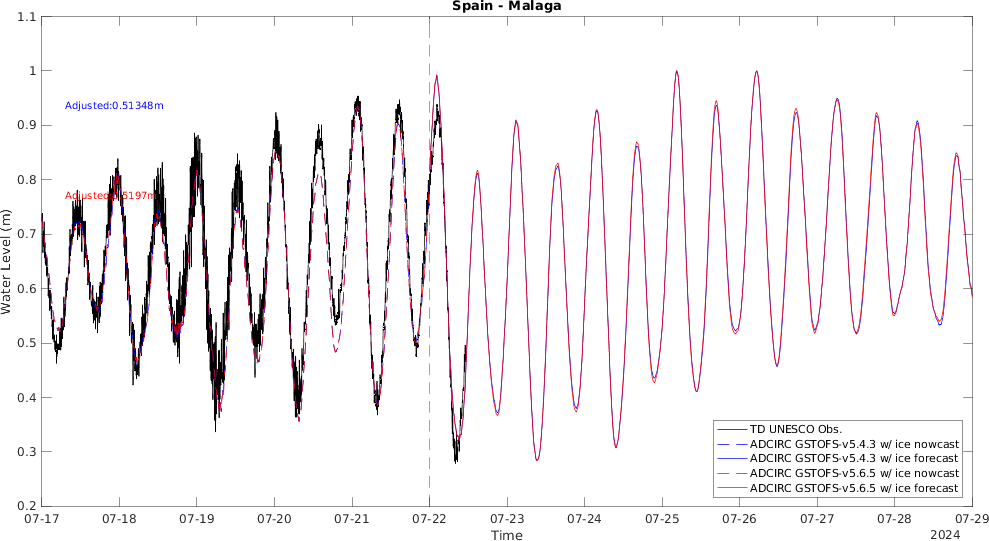 Spain - Malaga
1.1
1
0.9
0.8
0.7
0.6
0.5
0.4
0.3
0.2
Water Level (m)
Adjusted:0.51348m
Adjusted:0.5197m
TD UNESCO Obs.
ADCIRC GSTOFS-v5.4.3 w/ ice nowcast
ADCIRC GSTOFS-v5.4.3 w/ ice forecast
ADCIRC GSTOFS-v5.6.5 w/ ice nowcast
ADCIRC GSTOFS-v5.6.5 w/ ice forecast
07-17 07-18 07-19 07-20 07-21 07-22 07-23 07-24 07-25 07-26 07-27 07-28 07-29
Time
2024